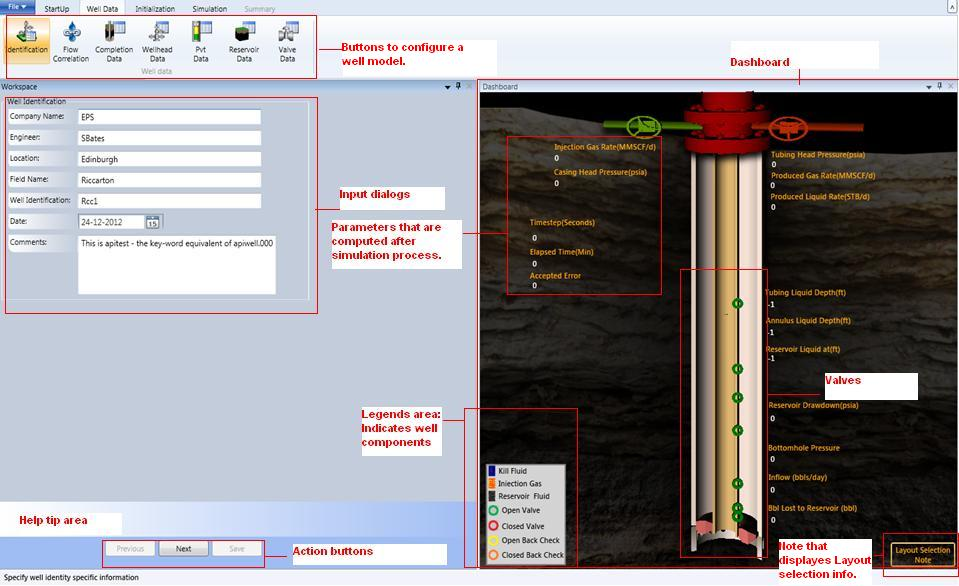 File
StartUp
Well Data
Initialization
Simulation
Summary
Identification
Flow
Correlation
Completion
Data
Wellhead
Data
Pvt
Data
Reservoir
Data
Valve
Data
Well data
Buttons to configure a
well model.
Dashboard
Workspace
Dashboard
Well Identification
Company Name:
EPS
Engineer:
SBates
Location:
Edinburgh
Field Name:
Riccarton
Well Identification:
Rcc1
Date:
24-12-2012
15
Comments:
This is apitest - the key-word equivalent of apiwell.000
Input dialogs
Parameters that are
computed after
simulation process.
Injection Gas Rate(MMSCF/d)
0
Casing Head Pressure(psia)
0
Timestep(Seconds)
0
Elapsed Time(Min)
0
Accepted Error
0
Tubing Head Pressure(psia)
0
Produced Gas Rate(MMSCF/d)
0
Produced Liquid Rate(STB/d)
0
Tubing Liquid Depth(ft)
-1
Annulus Liquid Depth(ft)
-1
Reservoir Liquid at(ft)
-1
Valves
Reservoir Drawdown(psia)
0
Bottomhole Pressure
0
Inflow (bbls/day)
0
Bbl Lost to Reservoir (bbl)
0
Legends area:
Indicates well
components
Kill Fluid
Injection Gas
Reservoir Fluid
Open Valve
Closed Valve
Open Back Check
Closed Back Check
Help tip area
Previous
Next
Save
Action buttons
Note that
displayes Layout
selection info.
Layout Selection
Note
Specify well identity specific information